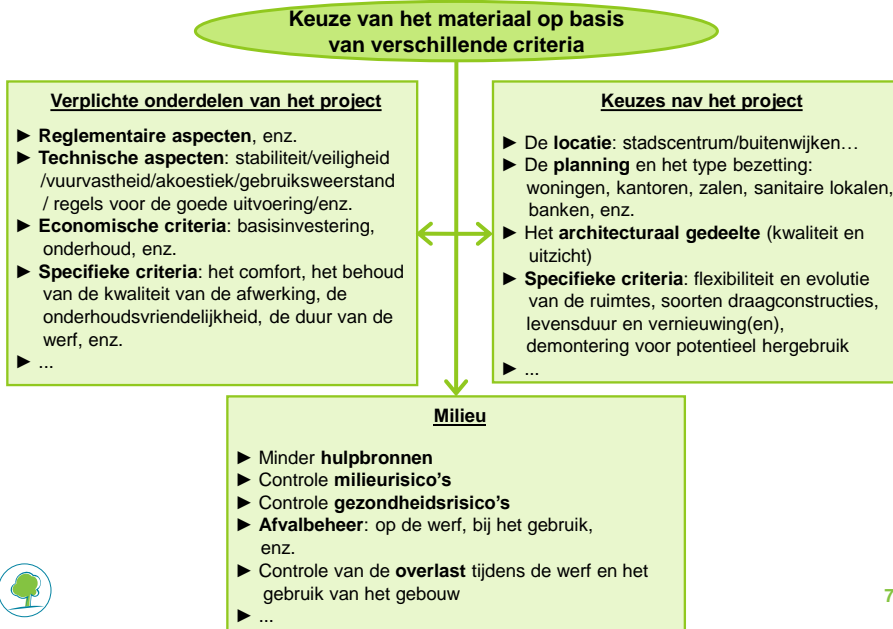 Keuze van het materiaal op basis
van verschillende criteria
Verplichte onderdelen van het project
► Reglementaire aspecten, enz.
► Technische aspecten: stabiliteit/veiligheid
/vuurvastheid/akoestiek/gebruiksweerstand
/ regels voor de goede uitvoering/enz.
► Economische criteria: basisinvestering,
onderhoud, enz.
► Specifieke criteria: het comfort, het behoud
van de kwaliteit van de afwerking, de
onderhoudsvriendelijkheid, de duur van de
werf, enz.
► ...
Keuzes nav het project
► De locatie: stadscentrum/buitenwijken…
► De planning en het type bezetting:
woningen, kantoren, zalen, sanitaire lokalen,
banken, enz.
► Het architecturaal gedeelte (kwaliteit en
uitzicht)
► Specifieke criteria: flexibiliteit en evolutie
van de ruimtes, soorten draagconstructies,
levensduur en vernieuwing(en),
demontering voor potentieel hergebruik
► ...
Milieu
► Minder hulpbronnen
► Controle milieurisico's
► Controle gezondheidsrisico's
► Afvalbeheer: op de werf, bij het gebruik,
enz.
► Controle van de overlast tijdens de werf en het
gebruik van het gebouw
► ...
7